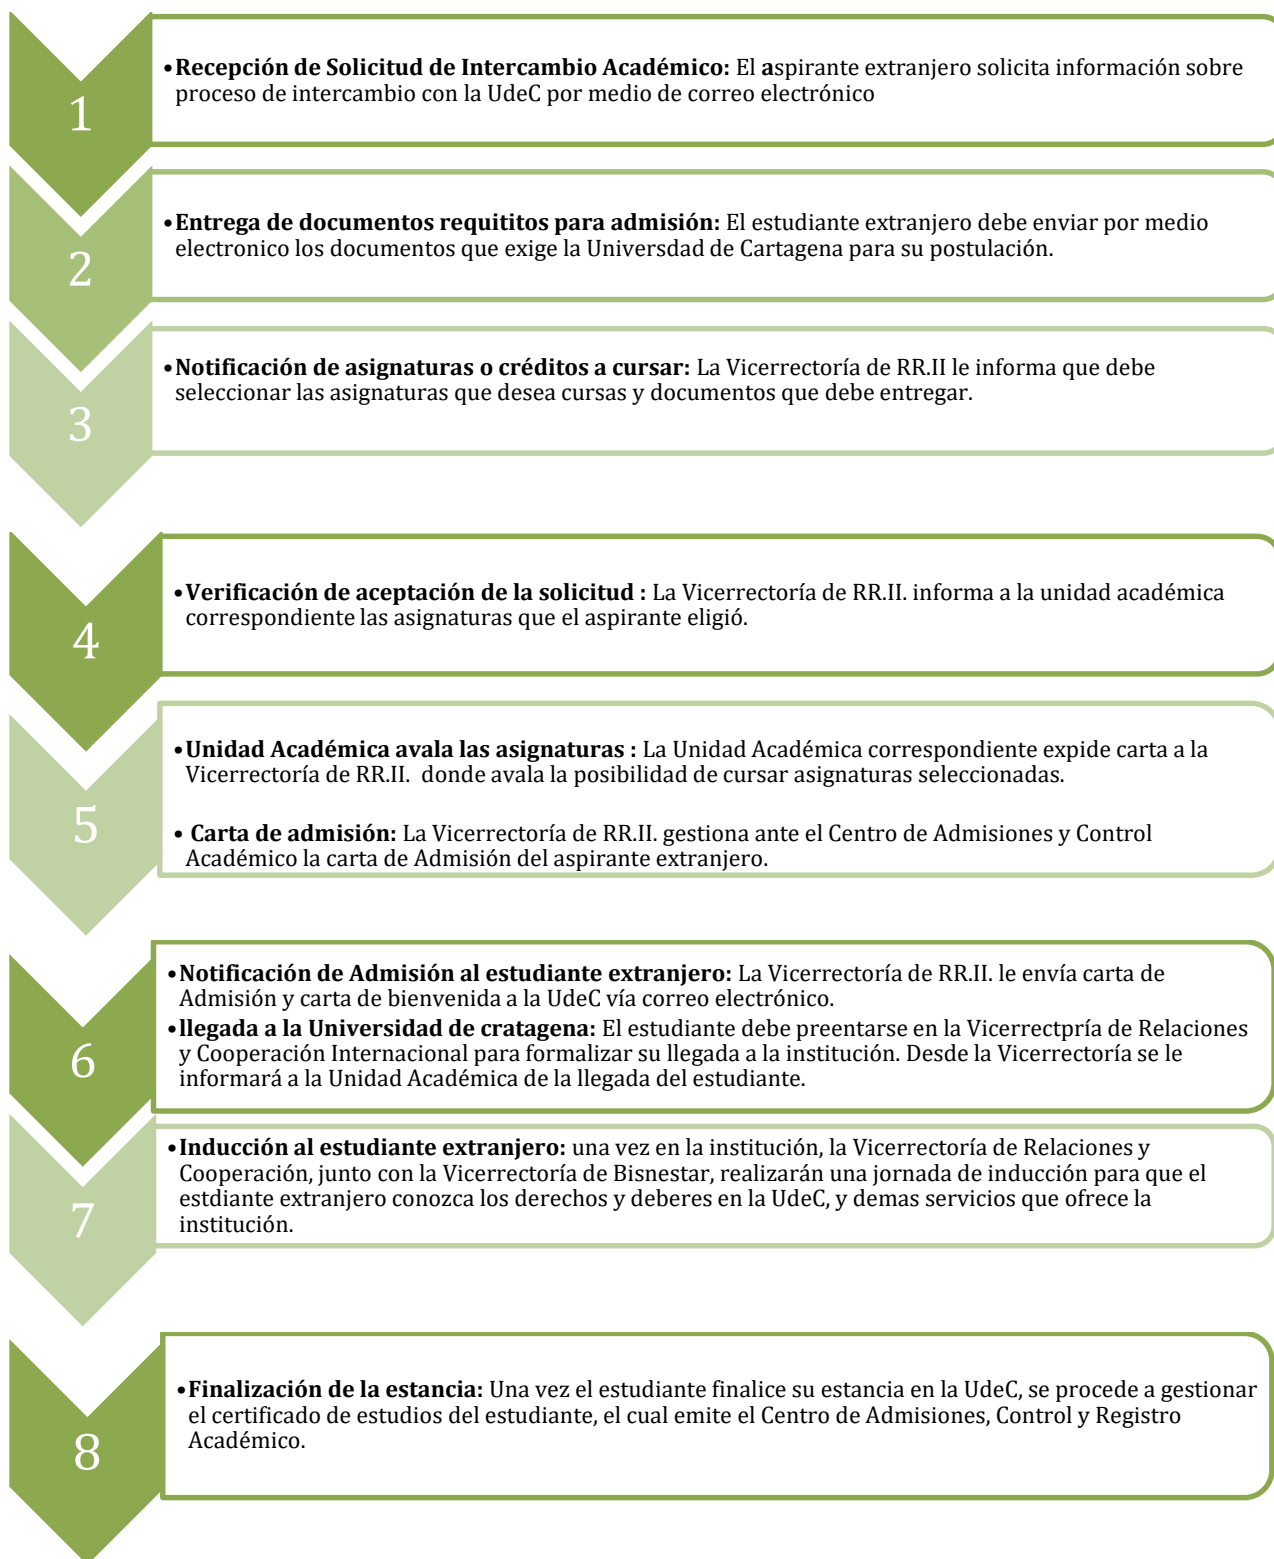 1
•Recepción de Solicitud de Intercambio Académico: El aspirante extranjero solicita información sobre
proceso de intercambio con la UdeC por medio de correo electrónico
2
•Entrega de documentos requititos para admisión: El estudiante extranjero debe enviar por medio
electronico los documentos que exige la Universdad de Cartagena para su postulación.
3
•Notificación de asignaturas o créditos a cursar: La Vicerrectoría de RR.II le informa que debe
seleccionar las asignaturas que desea cursas y documentos que debe entregar.
4
•Verificación de aceptación de la solicitud : La Vicerrectoría de RR.II. informa a la unidad académica
correspondiente las asignaturas que el aspirante eligió.
5
•Unidad Académica avala las asignaturas : La Unidad Académica correspondiente expide carta a la
Vicerrectoría de RR.II.  donde avala la posibilidad de cursar asignaturas seleccionadas.
• Carta de admisión: La Vicerrectoría de RR.II. gestiona ante el Centro de Admisiones y Control
Académico la carta de Admisión del aspirante extranjero.
6
•Notificación de Admisión al estudiante extranjero: La Vicerrectoría de RR.II. le envía carta de
Admisión y carta de bienvenida a la UdeC vía correo electrónico.
•llegada a la Universidad de cratagena: El estudiante debe preentarse en la Vicerrectpría de Relaciones
y Cooperación Internacional para formalizar su llegada a la institución. Desde la Vicerrectoría se le
informará a la Unidad Académica de la llegada del estudiante.
7
•Inducción al estudiante extranjero: una vez en la institución, la Vicerrectoría de Relaciones y
Cooperación, junto con la Vicerrectoría de Bisnestar, realizarán una jornada de inducción para que el
estdiante extranjero conozca los derechos y deberes en la UdeC, y demas servicios que ofrece la
institución.
8
•Finalización de la estancia: Una vez el estudiante finalice su estancia en la UdeC, se procede a gestionar
el certificado de estudios del estudiante, el cual emite el Centro de Admisiones, Control y Registro
Académico.